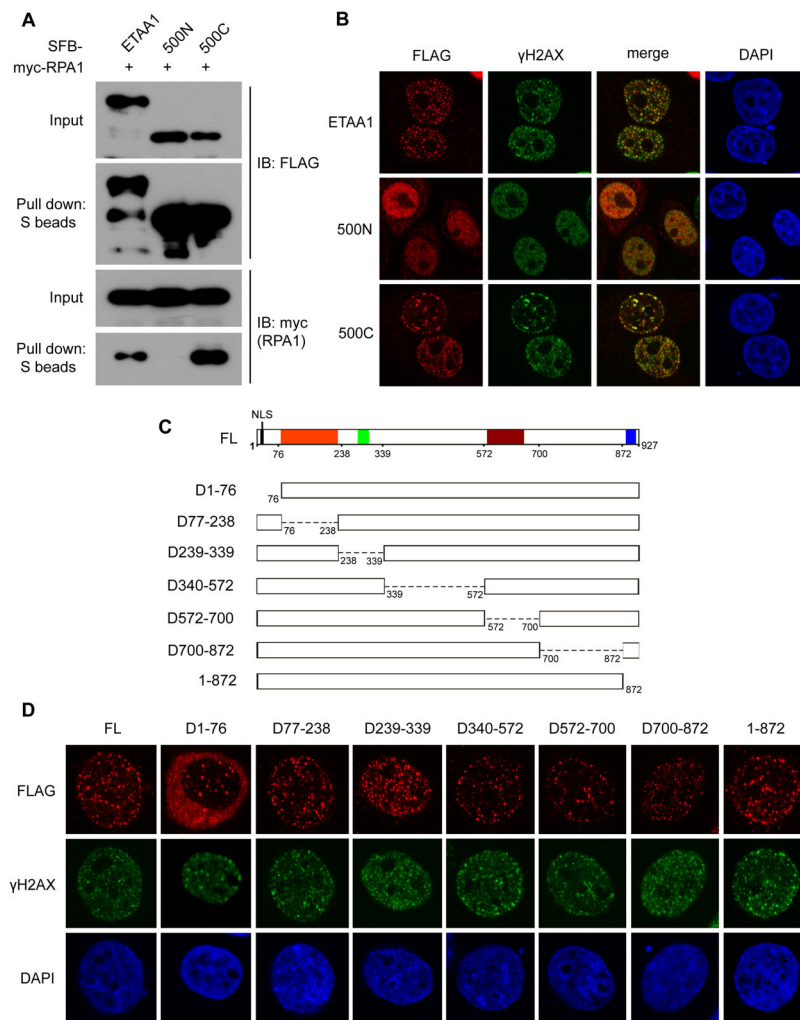 A
SFB- ETAA1 500N 500C
myc-RPA1 + + +
Input
Pull down:
S beads
IB: FLAG
Input
Pull down:
S beads
IB: myc
(RPA1)
B
FLAG γH2AX merge DAPI
ETAA1
500N
500C
C
NLS
FL
1 76 238 339 572 700 872 927
D1-76
76
D77-238
76 238
D239-339
238 339
D340-572
339 572
D572-700
572 700
D700-872
700 872
1-872
872
D
FL D1-76 D77-238 D239-339 D340-572 D572-700 D700-872 1-872
FLAG
γH2AX
DAPI